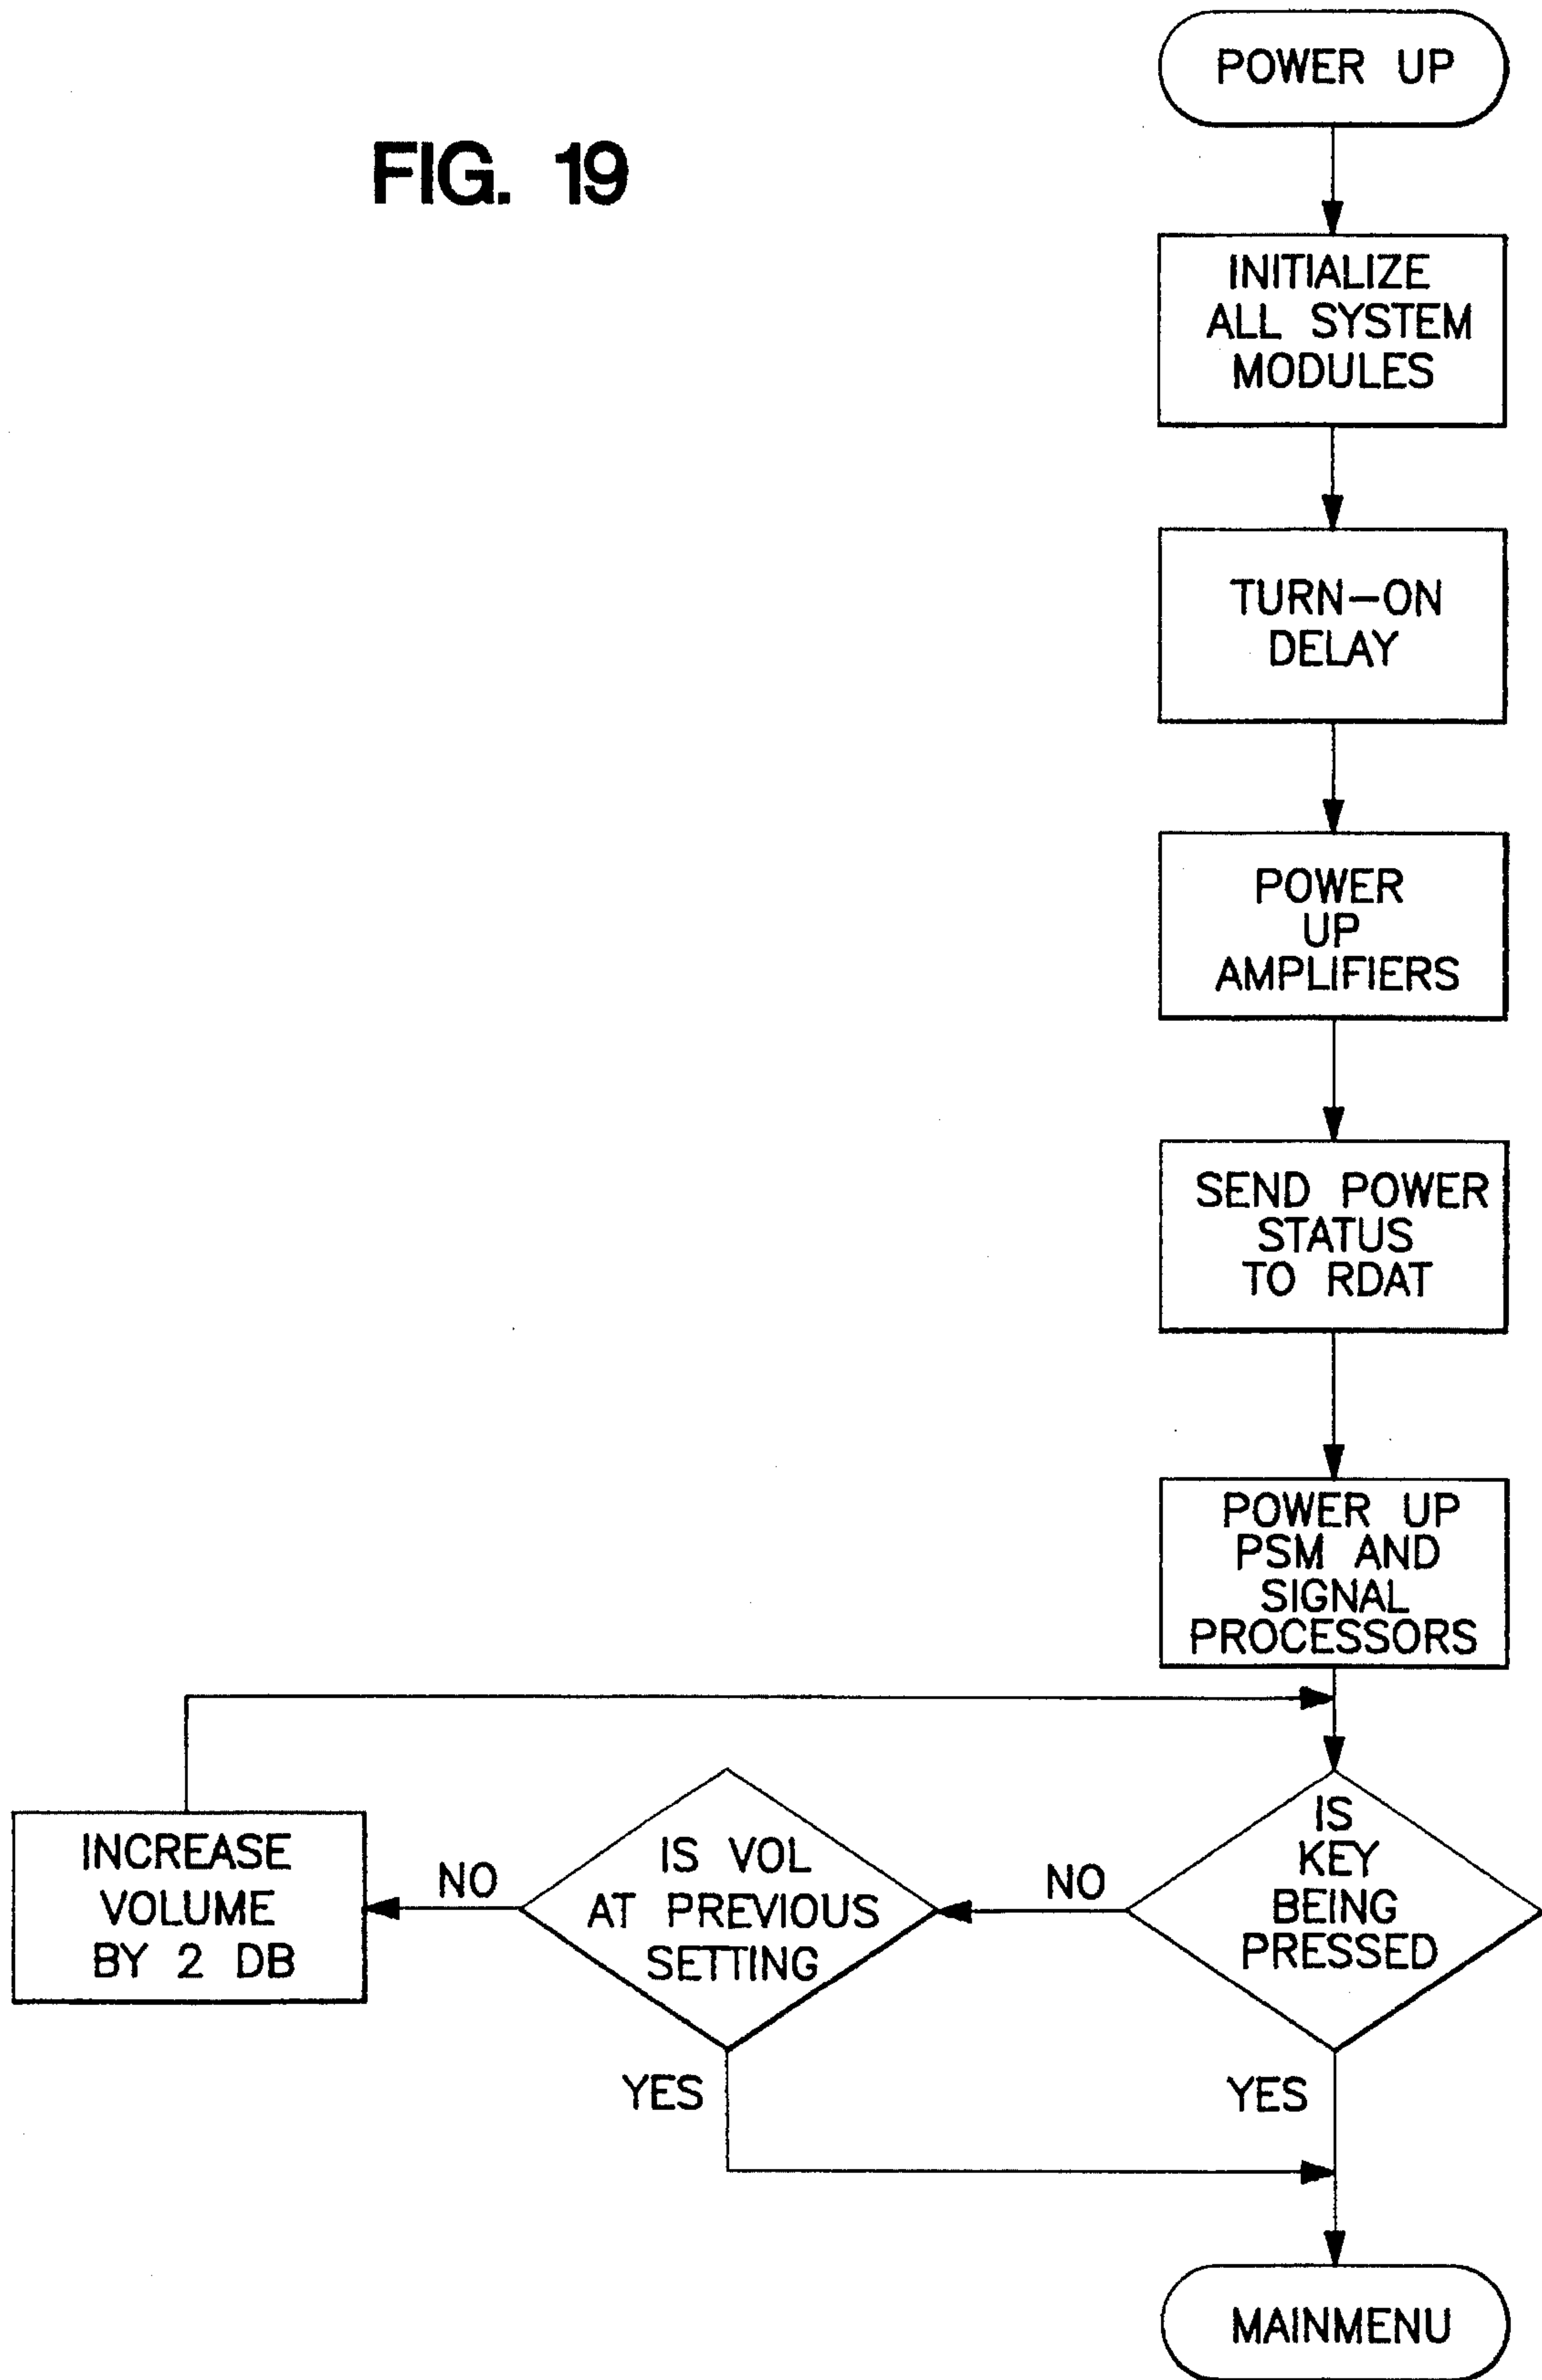 FIG. 19
POWER UP
INITIALIZE
ALL SYSTEM
MODULES
TURN-ON
DELAY
POWER
UP
AMPLIFIERS
SEND POWER
STATUS
TO RDAT
POWER UP
PSM AND
SIGNAL
PROCESSORS
IS
KEY
BEING
PRESSED
NO
IS VOL
AT PREVIOUS
SETTING
NO
INCREASE
VOLUME
BY 2 DB
YES
YES
MAINMENU